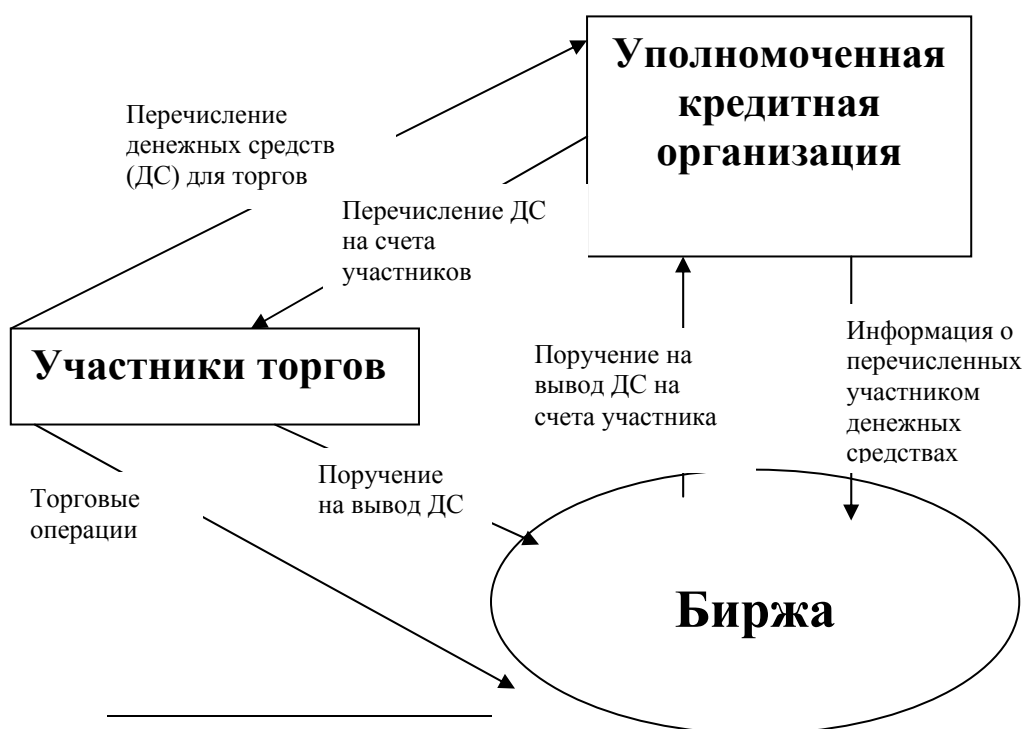 Уполномоченная
кредитная
организация
Перечисление
денежных средств
(ДС) для торгов
Перечисление ДС
на счета
участников
Участники торгов
Поручение на
вывод ДС на
счета участника
Информация о
перечисленных
участником
денежных
средствах
Поручение
на вывод ДС
Торговые
операции
Биржа